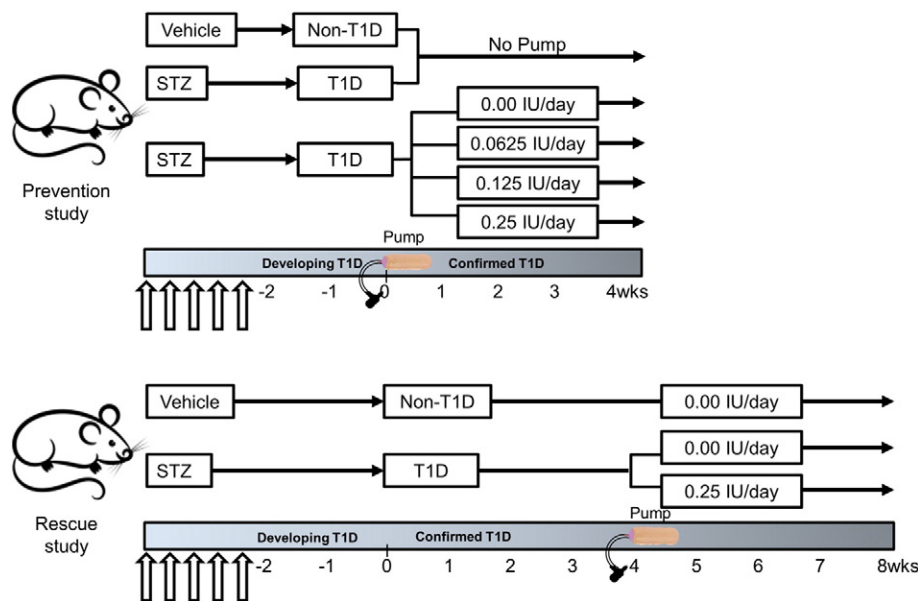 Vehicle
Non-T1D
No Pump
STZ
T1D
0.00 IU/day
0.0625 IU/day
STZ
T1D
0.125 IU/day
0.25 IU/day
Prevention
study
Pump
Developing T1D
Confirmed T1D
-2 -1 0 1 2 3 4wks
Vehicle
Non-T1D
0.00 IU/day
STZ
T1D
0.00 IU/day
0.25 IU/day
Rescue
study
Pump
Developing T1D
Confirmed T1D
-2 -1 0 1 2 3 4 5 6 7 8wks